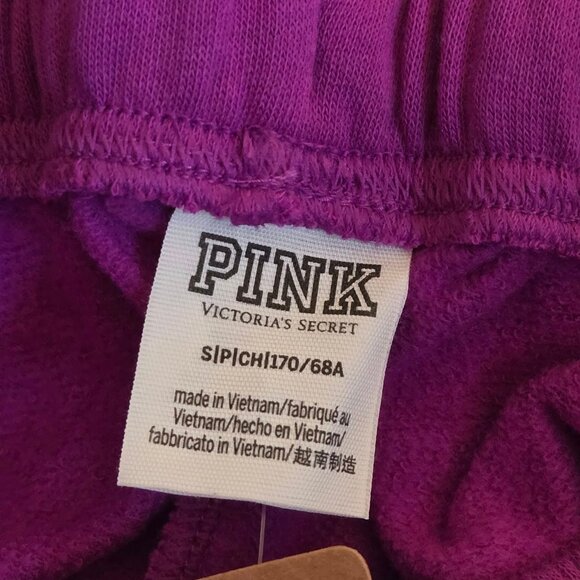 PINK
VICTORIA'S SECRET
S|P|CH|170/68A
made in Vietnam/fabriqué au
Vietnam/hecho en Vietnam/
fabbricato in Vietnam/越南制造